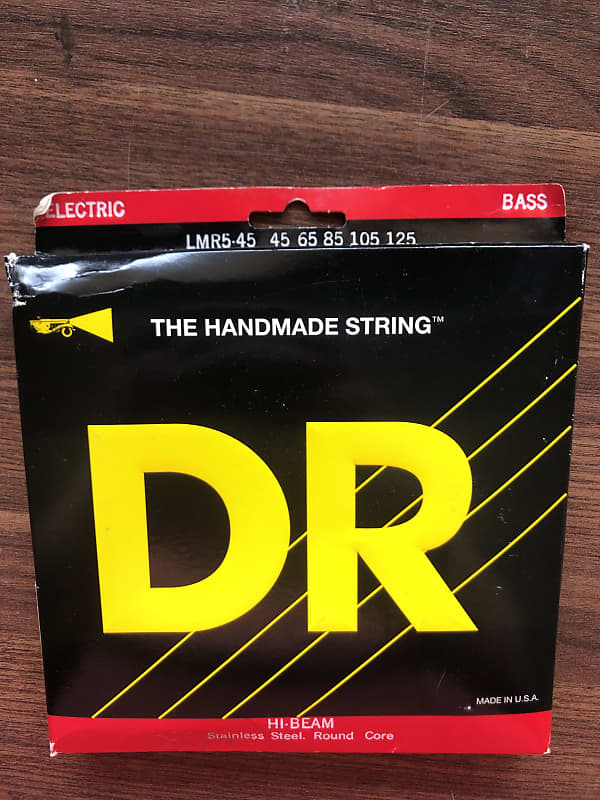 ELECTRIC BASS
LMR5-45 45 65 85 105 125
THE HANDMADE STRING™
DR
MADE IN U.S.A.
HI-BEAM
Stainless Steel. Round Core